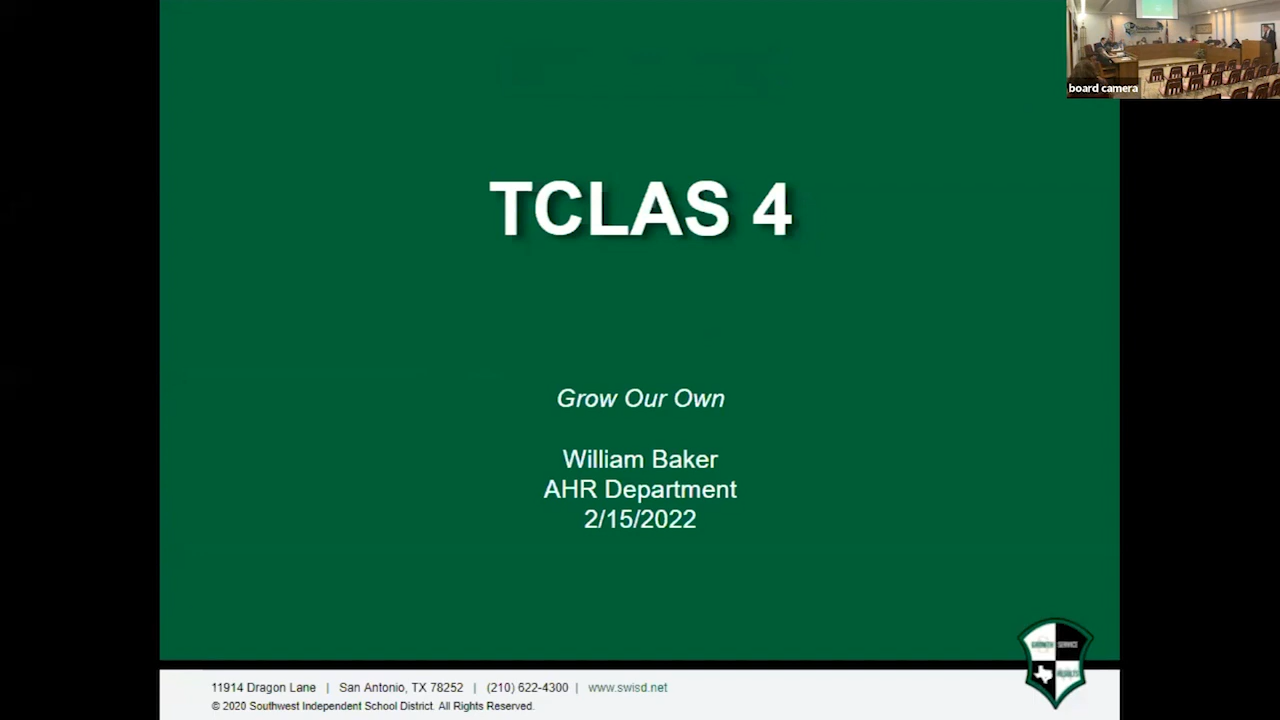 board camera
TCLAS 4
Grow Our Own
William Baker
AHR Department
2/15/2022
11914 Dragon Lane | San Antonio, TX 78252 | (210) 622-4300 | www.swisd.net
© 2020 Southwest Independent School District. All Rights Reserved.